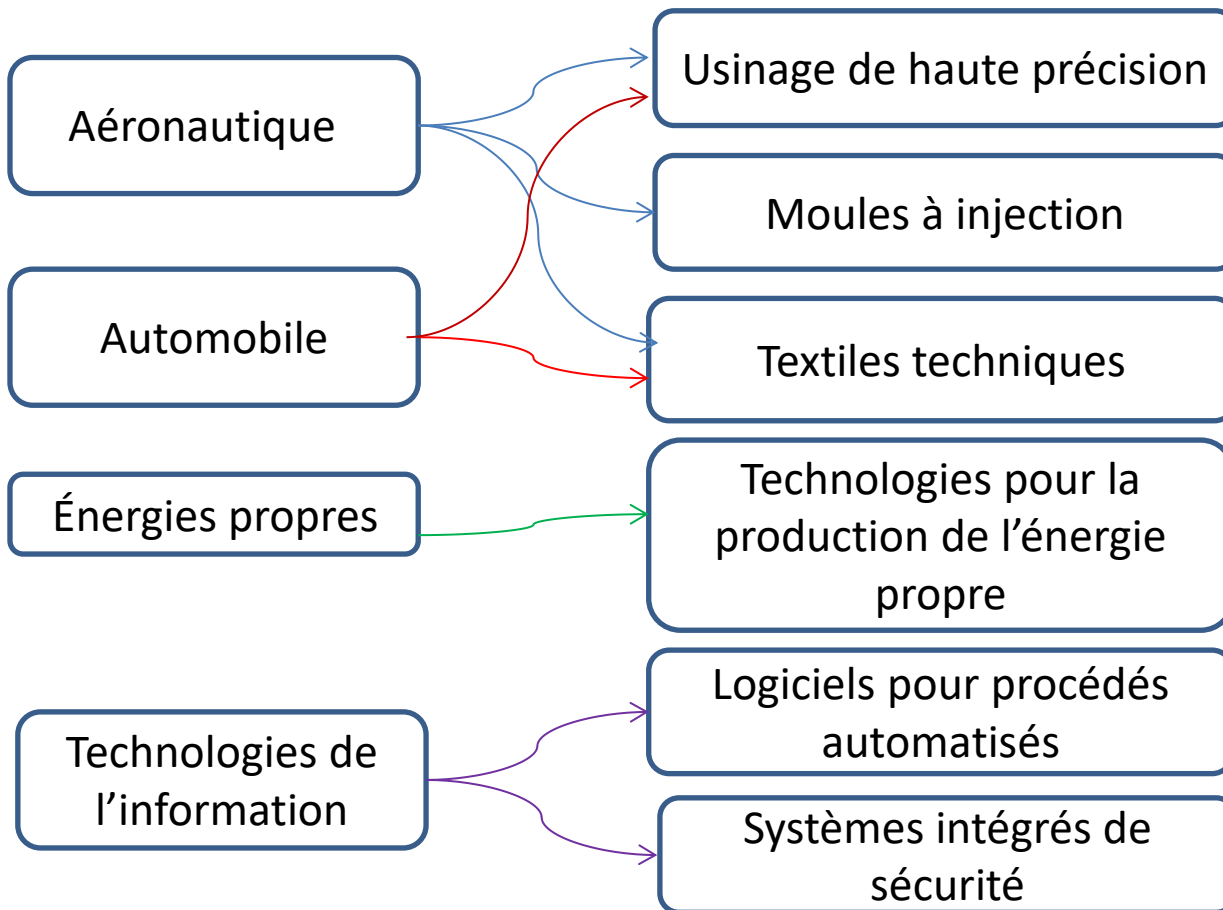 Aéronautique
Automobile
Énergies propres
Technologies de
l’information
Usinage de haute précision
Moules à injection
Textiles techniques
Technologies pour la
production de l’énergie
propre
Logiciels pour procédés
automatisés
Systèmes intégrés de
sécurité